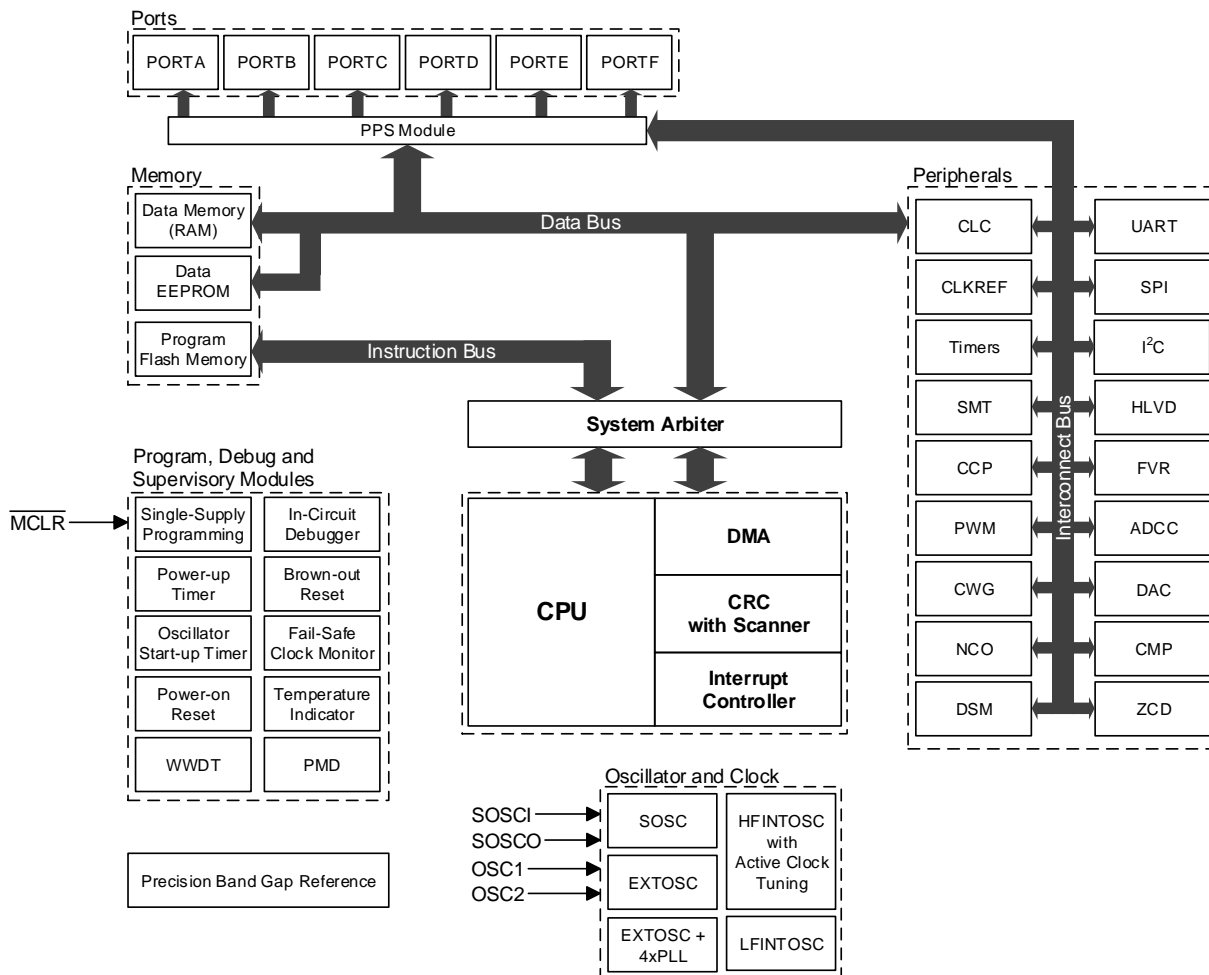 Ports
PORTA
PORTB
PORTC
PORTD
PORTE
PORTF
PPS Module
Memory
Data Memory
(RAM)
Data
EEPROM
Program
Flash Memory
Data Bus
Instruction Bus
System Arbiter
Peripherals
CLC
UART
CLKREF
SPI
Timers
I²C
SMT
HLVD
CCP
FVR
PWM
ADCC
CWG
DAC
NCO
CMP
DSM
ZCD
Interconnect Bus
Program, Debug and
Supervisory Modules
MCLR
Single-Supply
Programming
In-Circuit
Debugger
Power-up
Timer
Brown-out
Reset
Oscillator
Start-up Timer
Fail-Safe
Clock Monitor
Power-on
Reset
Temperature
Indicator
WWDT
PMD
CPU
DMA
CRC
with Scanner
Interrupt
Controller
Precision Band Gap Reference
Oscillator and Clock
SOSCI
SOSCO
OSC1
OSC2
SOSC
HFINTOSC
with
Active Clock
Tuning
EXTOSC
EXTOSC +
4xPLL
LFINTOSC